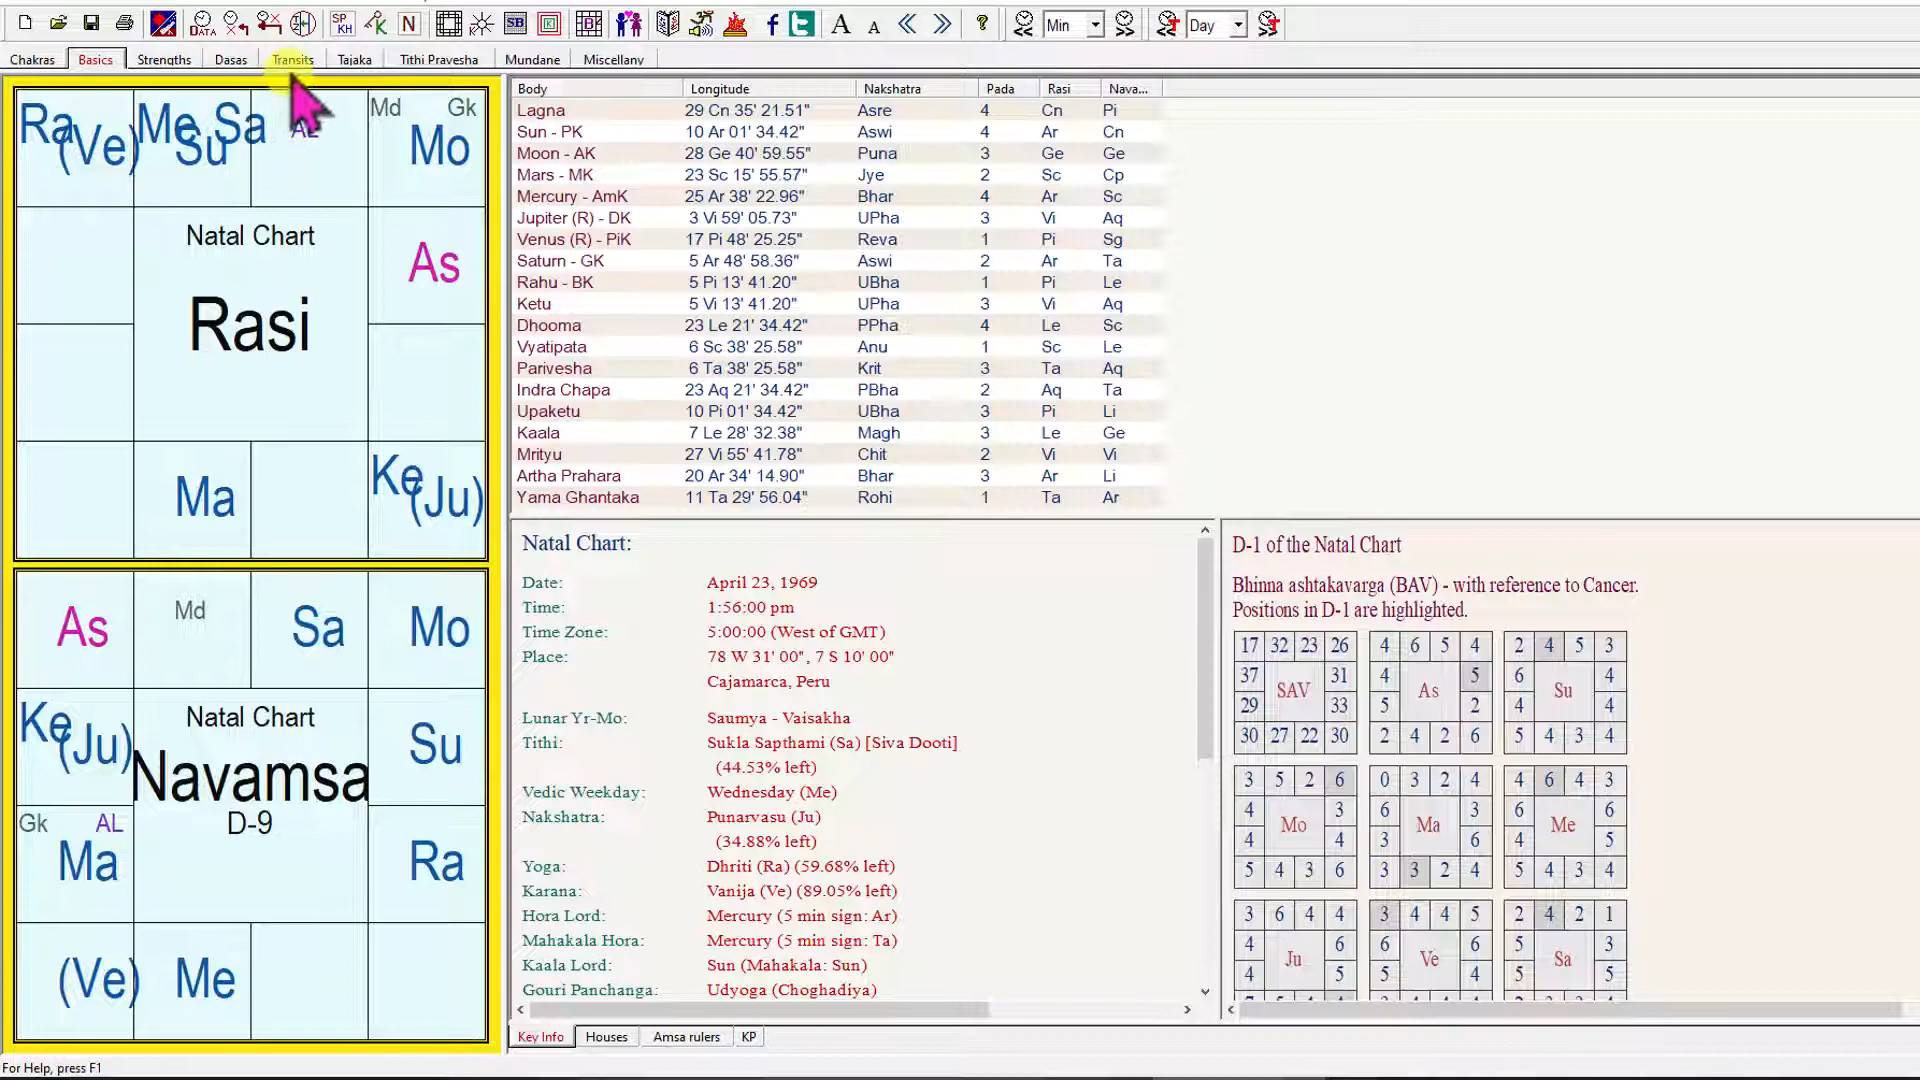 SP KH K N SB K B f t A A ? Min Day
DATA
Chakras Basics Strengths Dasas Transits Tajaka Tithi Pravesha Mundane Miscellany
Ra (Ve) Me Sa Su AL Md Gk Mo
Natal Chart
As
Rasi
Ma Ke (Ju)
As Md Sa Mo
Natal Chart
Ke (Ju) Su
Navamsa
D-9
Gk AL
Ma Ra
(Ve) Me
Body Longitude Nakshatra Pada Rasi Nava...
Lagna 29 Cn 35' 21.51" Asre 4 Cn Pi
Sun - PK 10 Ar 01' 34.42" Aswi 4 Ar Cn
Moon - AK 28 Ge 40' 59.55" Puna 3 Ge Ge
Mars - MK 23 Sc 15' 55.57" Jye 2 Sc Cp
Mercury - AmK 25 Ar 38' 22.96" Bhar 4 Ar Sc
Jupiter (R) - DK 3 Vi 59' 05.73" UPha 3 Vi Aq
Venus (R) - PiK 17 Pi 48' 25.25" Reva 1 Pi Sg
Saturn - GK 5 Ar 48' 58.36" Aswi 2 Ar Ta
Rahu - BK 5 Pi 13' 41.20" UBha 1 Pi Le
Ketu 5 Vi 13' 41.20" UPha 3 Vi Aq
Dhooma 23 Le 21' 34.42" PPha 4 Le Sc
Vyatipata 6 Sc 38' 25.58" Anu 1 Sc Le
Parivesha 6 Ta 38' 25.58" Krit 3 Ta Aq
Indra Chapa 23 Aq 21' 34.42" PBha 2 Aq Ta
Upaketu 10 Pi 01' 34.42" UBha 3 Pi Li
Kaala 7 Le 28' 32.38" Magh 3 Le Ge
Mrityu 27 Vi 55' 41.78" Chit 2 Vi Vi
Artha Prahara 20 Ar 34' 14.90" Bhar 3 Ar Li
Yama Ghantaka 11 Ta 29' 56.04" Rohi 1 Ta Ar
Natal Chart:
Date: April 23, 1969
Time: 1:56:00 pm
Time Zone: 5:00:00 (West of GMT)
Place: 78 W 31' 00", 7 S 10' 00"
Cajamarca, Peru
Lunar Yr-Mo: Saumya - Vaisakha
Tithi: Sukla Sapthami (Sa) [Siva Dooti]
(44.53% left)
Vedic Weekday: Wednesday (Me)
Nakshatra: Punarvasu (Ju)
(34.88% left)
Yoga: Dhriti (Ra) (59.68% left)
Karana: Vanija (Ve) (89.05% left)
Hora Lord: Mercury (5 min sign: Ar)
Mahakala Hora: Mercury (5 min sign: Ta)
Kaala Lord: Sun (Mahakala: Sun)
Gouri Panchanga: Udyoga (Choghadiya)
Key Info Houses Amsa rulers KP
D-1 of the Natal Chart
Bhinna ashtakavarga (BAV) - with reference to Cancer.
Positions in D-1 are highlighted.
17 32 23 26 4 6 5 4 2 4 5 3
37 31 4 5 6 4
SAV As Su
29 33 5 2 4 4
30 27 22 30 2 4 2 6 5 4 3 4
3 5 2 6 0 3 2 4 4 6 4 3
4 3 6 3 6 6
Mo Ma Me
4 4 3 6 4 5
5 4 3 6 3 3 2 4 5 4 3 4
3 6 4 4 3 4 4 5 2 4 2 1
4 6 6 6 5 3
Ju Ve Sa
4 5 5 4 5 5
For Help, press F1